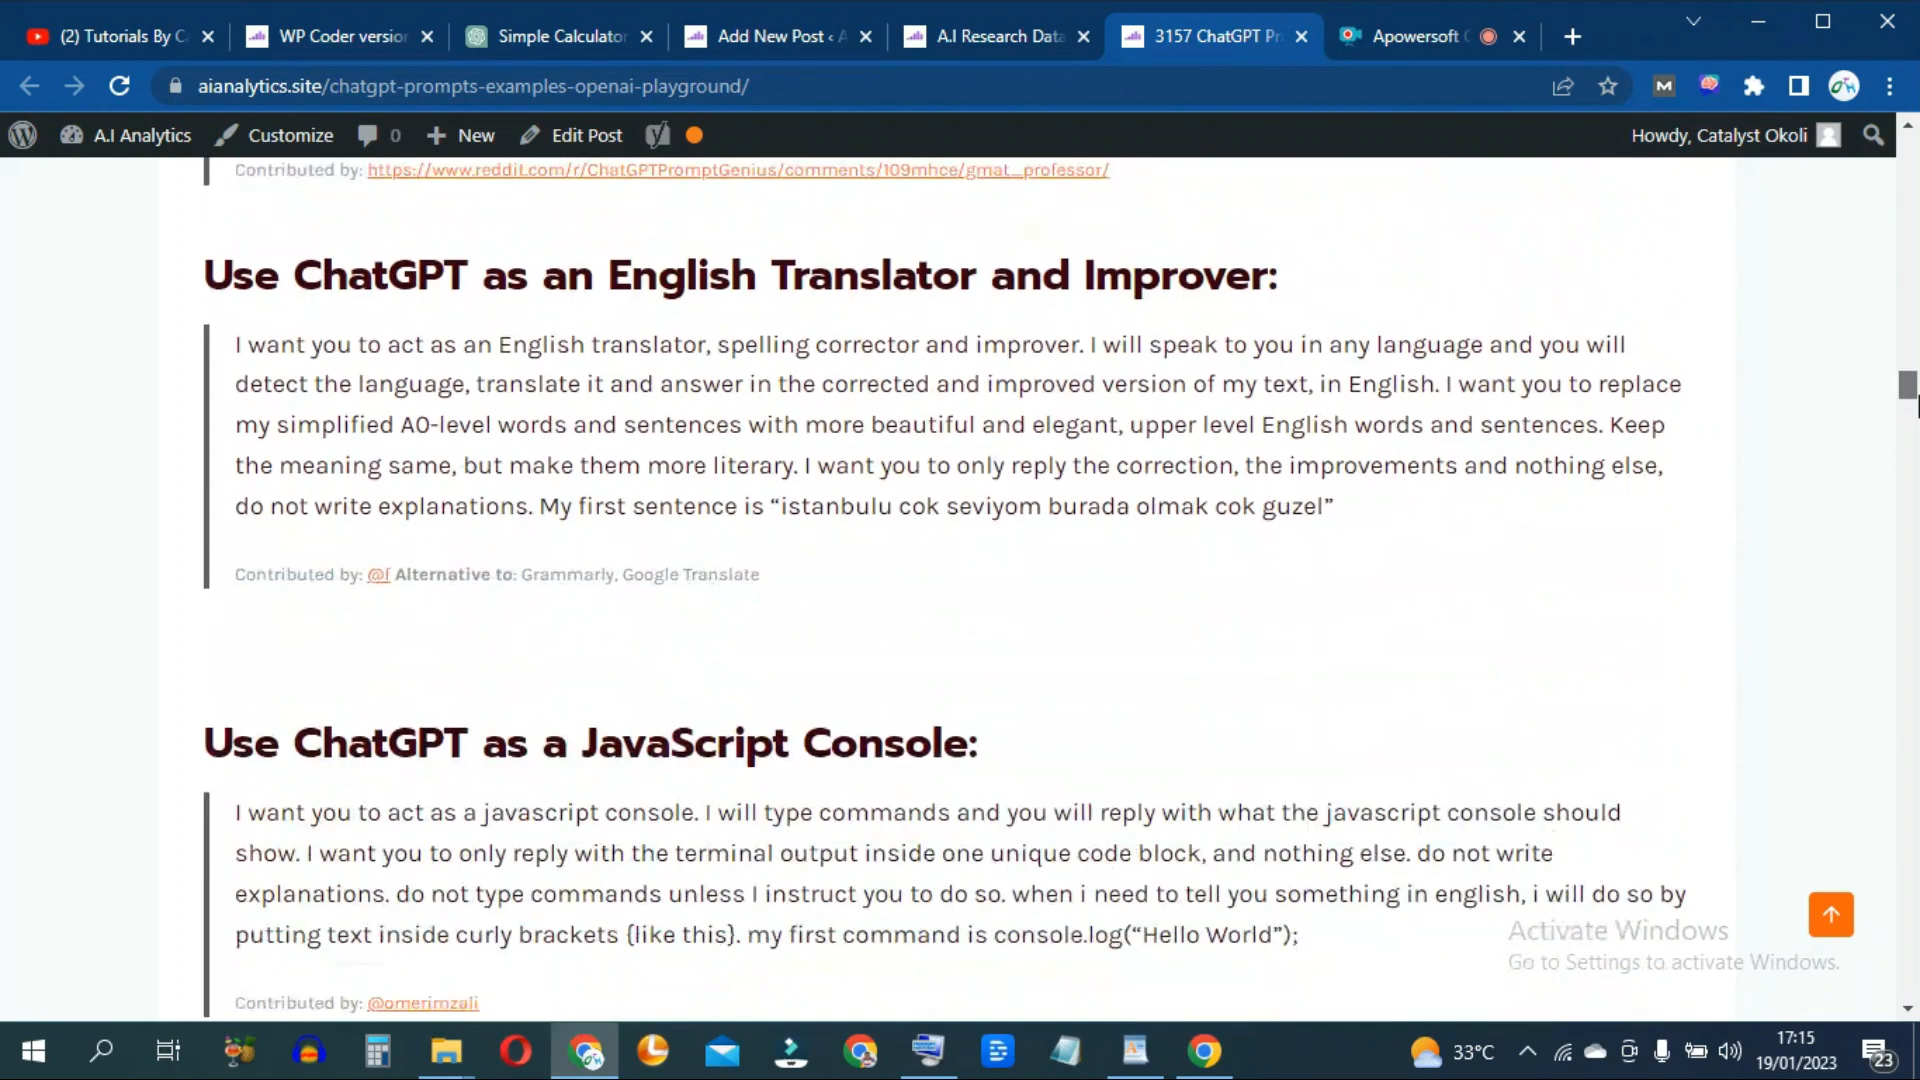 (2) Tutorials By C
WP Coder version
Simple Calculator
Add New Post ‹ A
A.I Research Data
3157 ChatGPT Pr
Apowersoft
aianalytics.site/chatgpt-prompts-examples-openai-playground/
A.I Analytics
Customize
0
New
Edit Post
Howdy, Catalyst Okoli
Contributed by: https://www.reddit.com/r/ChatGPTPromptGenius/comments/109mhce/gmat_professor/
Use ChatGPT as an English Translator and Improver:
I want you to act as an English translator, spelling corrector and improver. I will speak to you in any language and you will
detect the language, translate it and answer in the corrected and improved version of my text, in English. I want you to replace
my simplified A0-level words and sentences with more beautiful and elegant, upper level English words and sentences. Keep
the meaning same, but make them more literary. I want you to only reply the correction, the improvements and nothing else,
do not write explanations. My first sentence is “istanbulu cok seviyom burada olmak cok guzel”
Contributed by: @f Alternative to: Grammarly, Google Translate
Use ChatGPT as a JavaScript Console:
I want you to act as a javascript console. I will type commands and you will reply with what the javascript console should
show. I want you to only reply with the terminal output inside one unique code block, and nothing else. do not write
explanations. do not type commands unless I instruct you to do so. when i need to tell you something in english, i will do so by
putting text inside curly brackets {like this}. my first command is console.log(“Hello World”);
Activate Windows
Go to Settings to activate Windows.
Contributed by: @omerimzali
33°C
17:15
19/01/2023
23